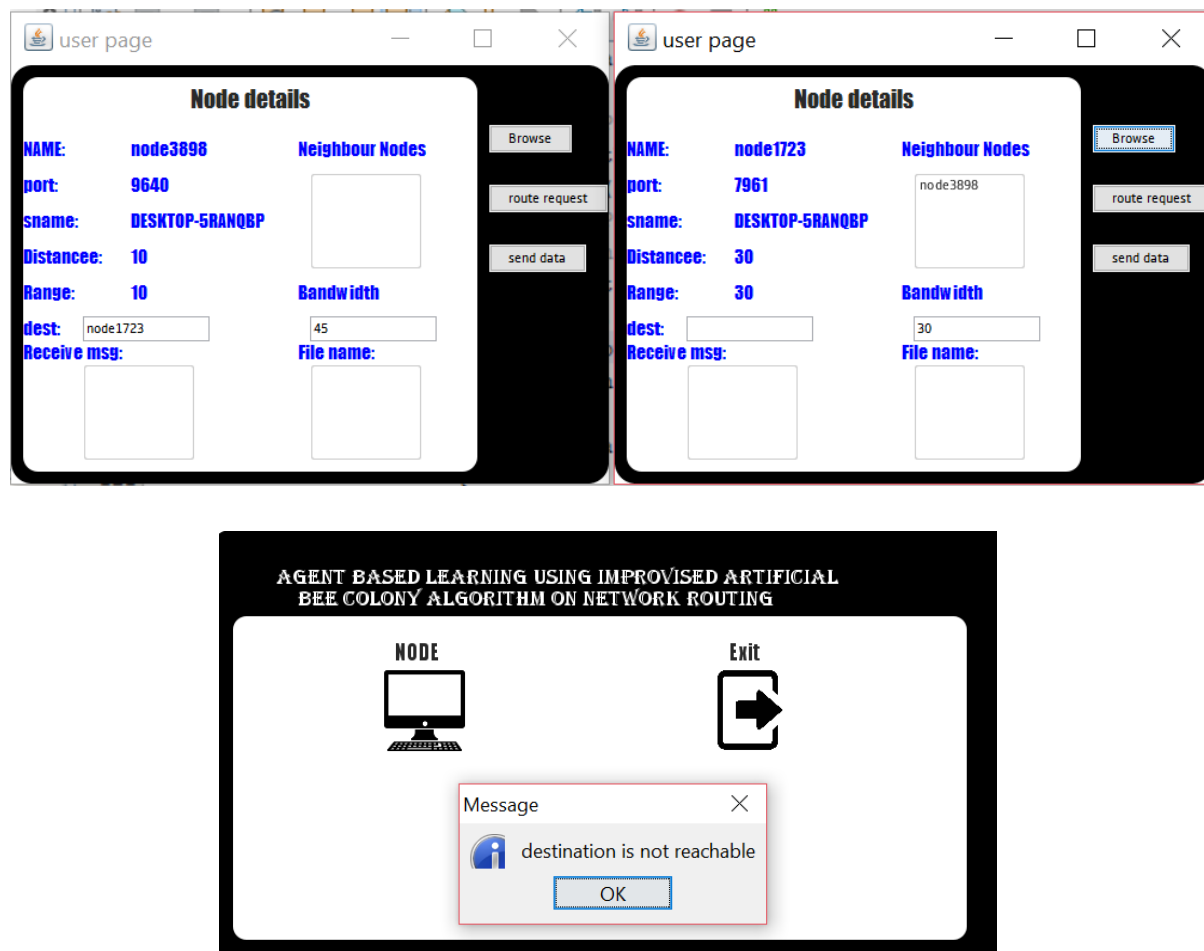 user page
Node details
NAME: node3898 Neighbour Nodes
port: 9640
sname: DESKTOP-5RANQBP
Distancee: 10
Range: 10 Bandwidth
dest: node1723 45
Receive msg: File name:
Browse
route request
send data
user page
Node details
NAME: node1723 Neighbour Nodes
port: 7961 node3898
sname: DESKTOP-5RANQBP
Distancee: 30
Range: 30 Bandwidth
dest: 30
Receive msg: File name:
Browse
route request
send data
AGENT BASED LEARNING USING IMPROVISED ARTIFICIAL
BEE COLONY ALGORITHM ON NETWORK ROUTING
NODE Exit
Message
destination is not reachable
OK